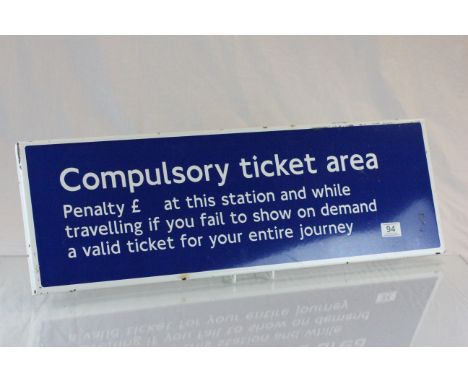 Compulsory ticket area
Penalty £ at this station and while
travelling if you fail to show on demand
a valid ticket for your entire journey
94